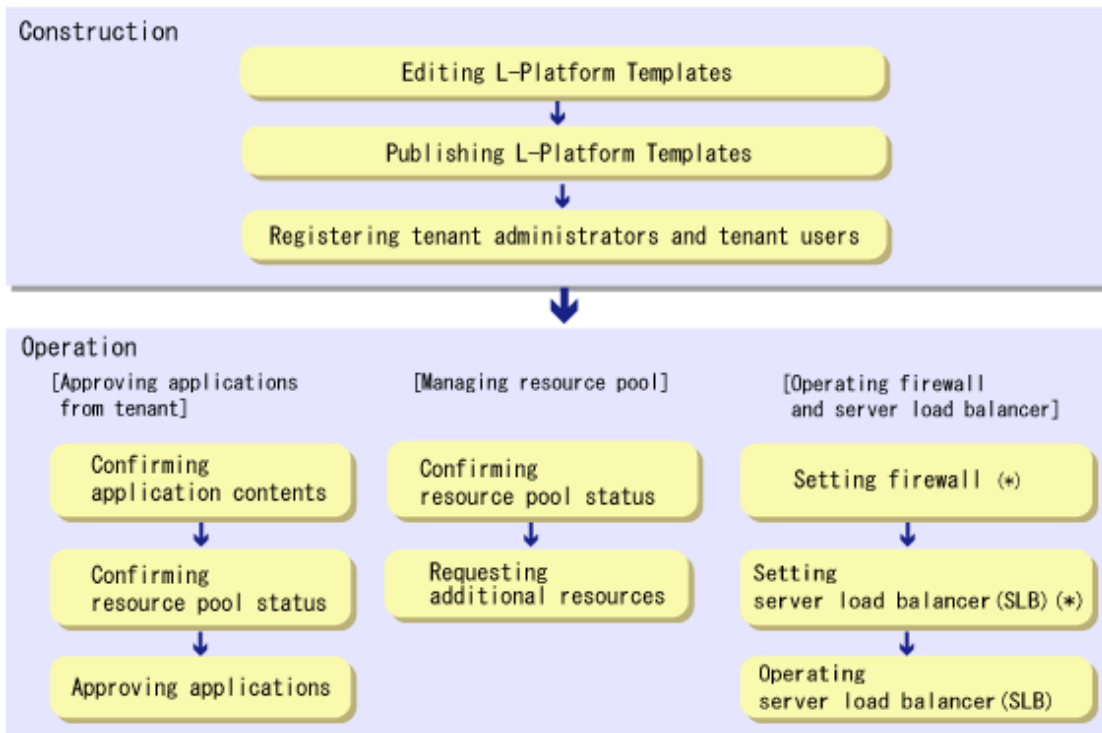 Construction
Editing L-Platform Templates
Publishing L-Platform Templates
Registering tenant administrators and tenant users
Operation
[Approving applications
from tenant]
Confirming
application contents
Confirming
resource pool status
Approving applications
[Managing resource pool]
Confirming
resource pool status
Requesting
additional resources
[Operating firewall
and server load balancer]
Setting firewall (*)
Setting
server load balancer(SLB)(*)
Operating
server load balancer(SLB)